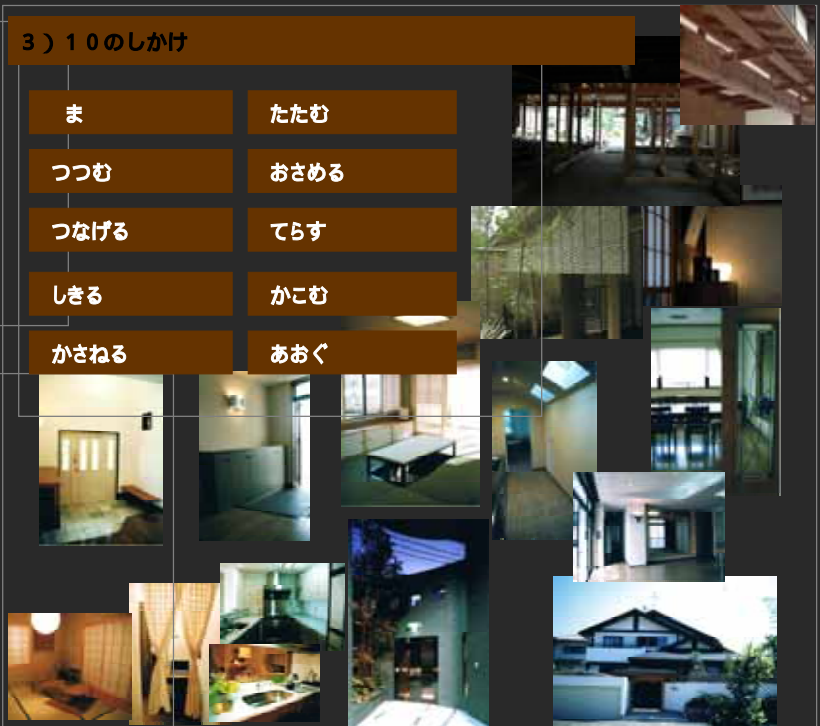 ３）１０のしかけ
ま
たたむ
つつむ
おさめる
つなげる
てらす
しきる
かこむ
かさねる
あおぐ